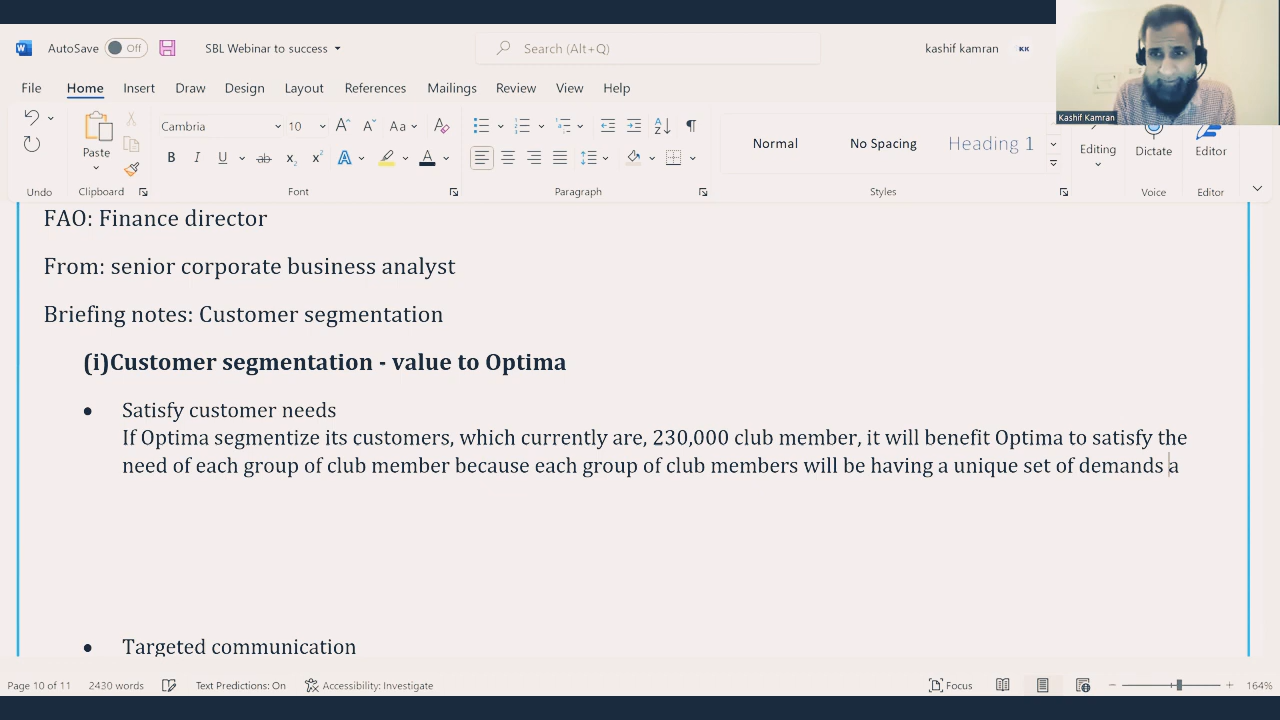 AutoSave Off SBL Webinar to success Search (Alt+Q) kashif kamran KK
File Home Insert Draw Design Layout References Mailings Review View Help
Kashif Kamran
Cambria 10 Aa Normal No Spacing Heading 1
Paste Editing Dictate Editor
Undo Clipboard Font Paragraph Styles Voice Editor
FAO: Finance director
From: senior corporate business analyst
Briefing notes: Customer segmentation
(i)Customer segmentation - value to Optima
• Satisfy customer needs
If Optima segmentize its customers, which currently are, 230,000 club member, it will benefit Optima to satisfy the
need of each group of club member because each group of club members will be having a unique set of demands a
• Targeted communication
Page 10 of 11 2430 words Text Predictions: On Accessibility: Investigate Focus 164%